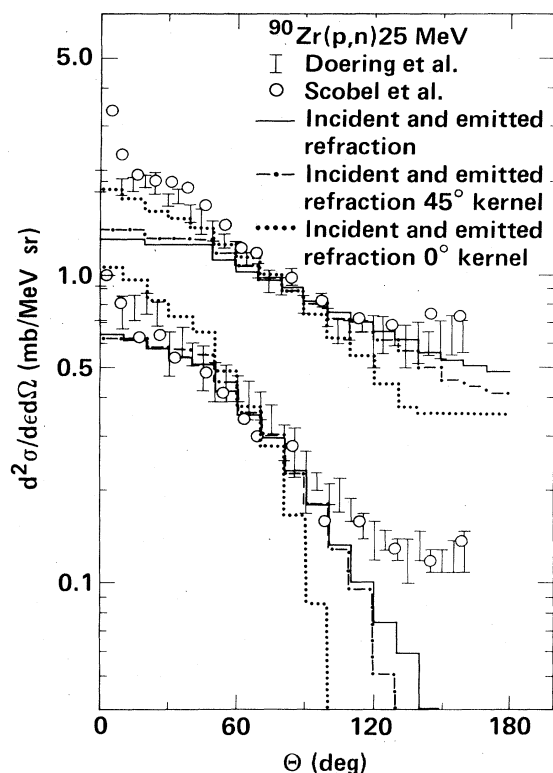 ⁹⁰Zr(p,n)25 MeV
Doering et al.
Scobel et al.
Incident and emitted
refraction
Incident and emitted
refraction 45° kernel
Incident and emitted
refraction 0° kernel
d²σ/dεdΩ (mb/MeV sr)
5.0
1.0
0.5
0.1
0
60
120
180
Θ (deg)